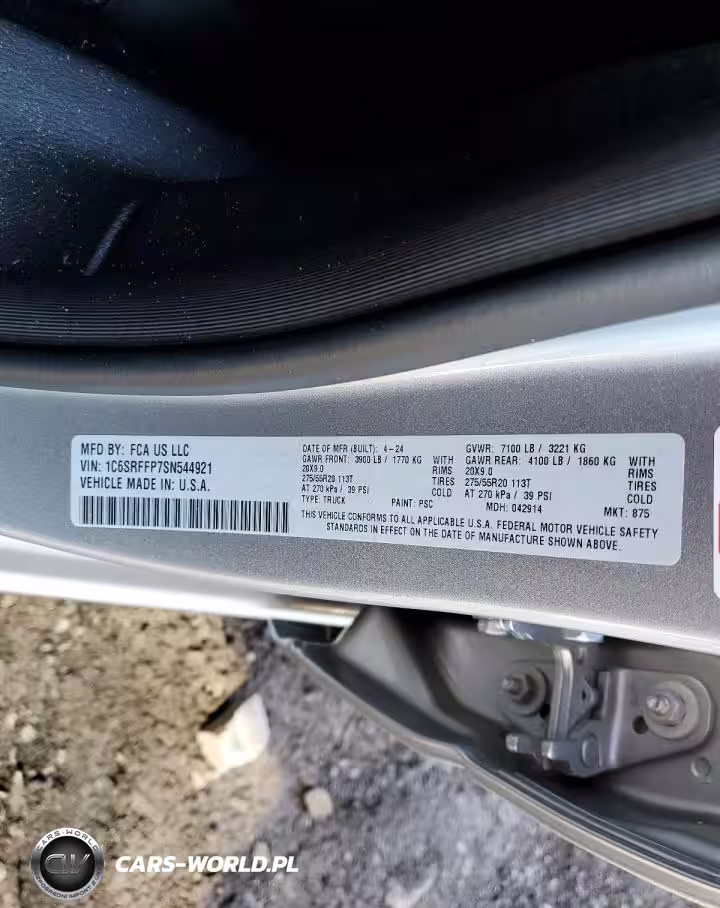 MFD BY: FCA US LLC
VIN: 1C6SRFFP7SN544921
VEHICLE MADE IN: U.S.A.
DATE OF MFR (BUILT): 4-24
GAWR FRONT: 3900 LB / 1770 KG WITH
20X9.0 RIMS
275/55R20 113T TIRES
AT 270 kPa / 39 PSI COLD
TYPE: TRUCK PAINT: PSC
GVWR: 7100 LB / 3221 KG
GAWR REAR: 4100 LB / 1860 KG WITH
20X9.0 RIMS
275/55R20 113T TIRES
AT 270 kPa / 39 PSI COLD
MDH: 042914 MKT: 875
THIS VEHICLE CONFORMS TO ALL APPLICABLE U.S.A. FEDERAL MOTOR VEHICLE SAFETY
STANDARDS IN EFFECT ON THE DATE OF MANUFACTURE SHOWN ABOVE.
CARS-WORLD
CW
CARS-WORLD.PL